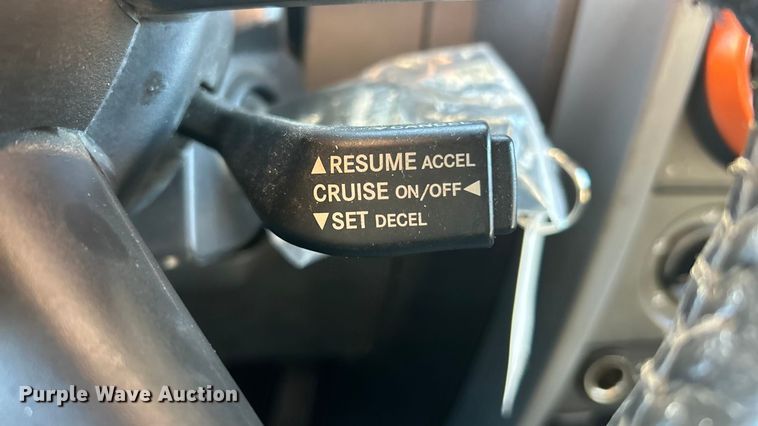 ▲RESUME ACCEL
CRUISE ON/OFF◄
▼SET DECEL
Purple Wave Auction®